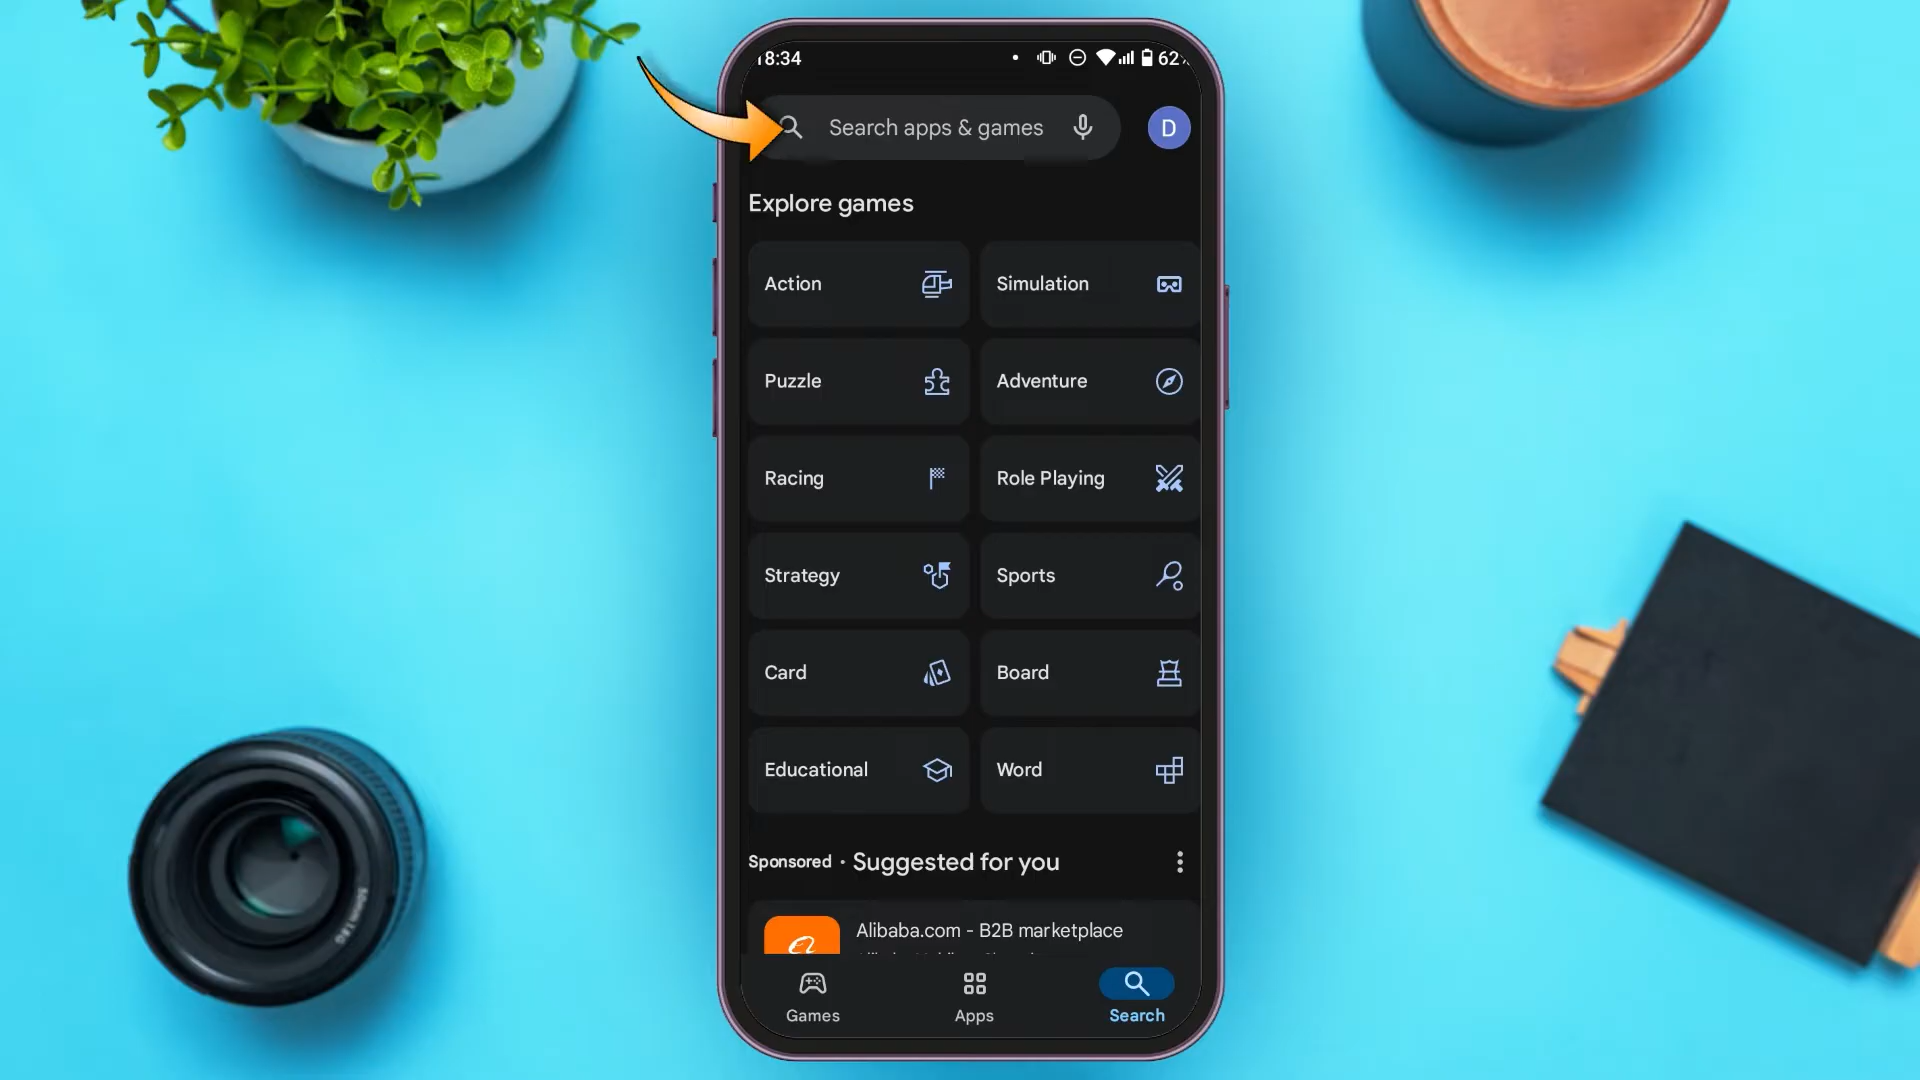 18:34
62
Search apps & games
D
Explore games
Action
Simulation
Puzzle
Adventure
Racing
Role Playing
Strategy
Sports
Card
Board
Educational
Word
Sponsored · Suggested for you
Alibaba.com - B2B marketplace
Games
Apps
Search